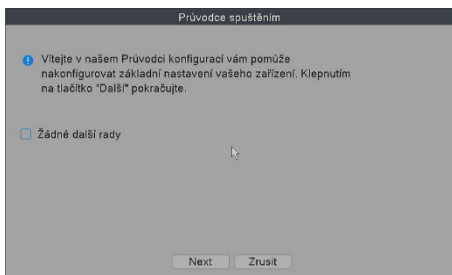 Průvodce spuštěním
Vítejte v našem Průvodci konfigurací vám pomůže
nakonfigurovat základní nastavení vašeho zařízení. Klepnutím
na tlačítko "Další" pokračujte.
Žádné další rady
Next
Zrusit